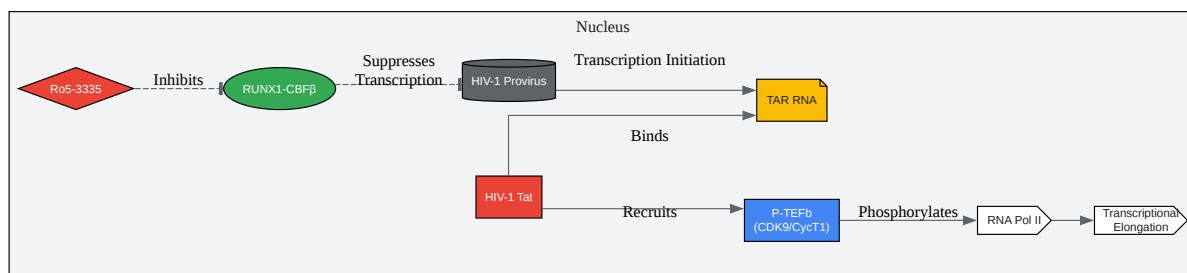 Nucleus
Ro5-3335
Inhibits
RUNX1-CBFβ
Suppresses
Transcription
HIV-1 Provirus
Transcription Initiation
TAR RNA
Binds
HIV-1 Tat
Recruits
P-TEFb
(CDK9/CycT1)
Phosphorylates
RNA Pol II
Transcriptional
Elongation